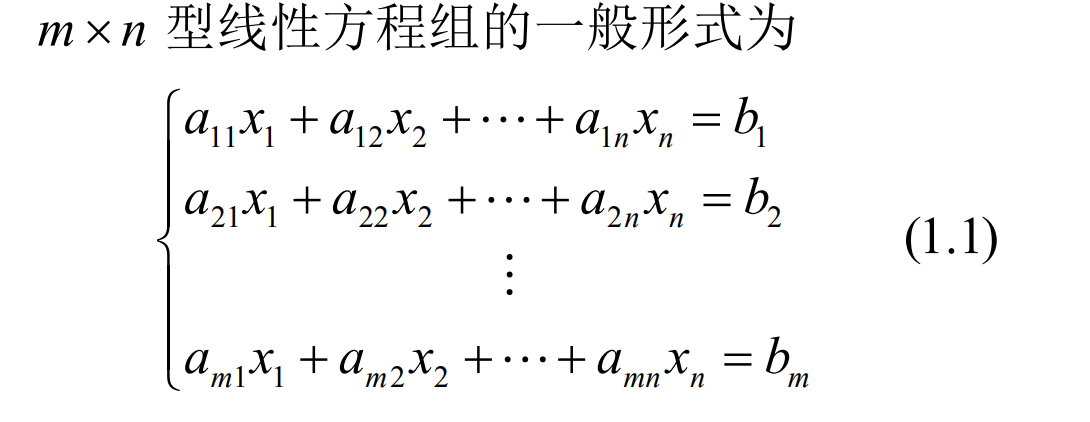 m×n 型线性方程组的一般形式为
a₁₁x₁ + a₁₂x₂ + ⋯ + a₁ₙxₙ = b₁
a₂₁x₁ + a₂₂x₂ + ⋯ + a₂ₙxₙ = b₂ (1.1)
⋮
aₘ₁x₁ + aₘ₂x₂ + ⋯ + aₘₙxₙ = bₘ